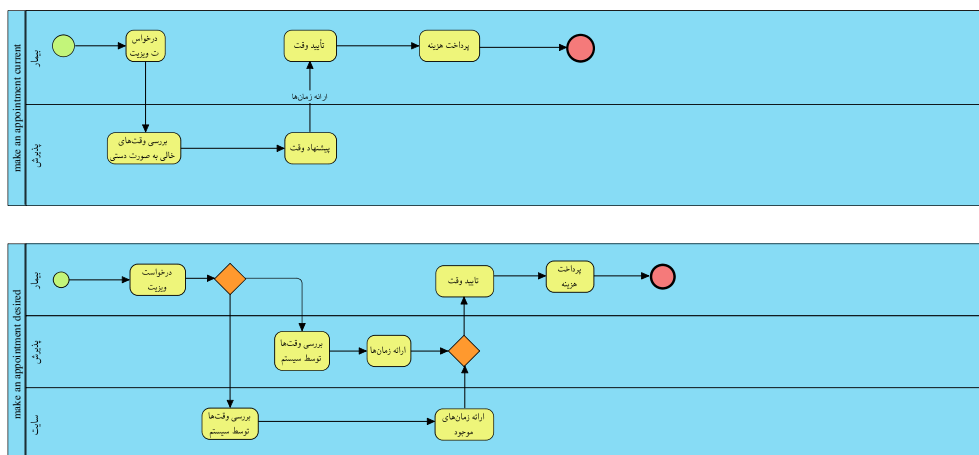 make an appointment current
بیمار
درخواس
ت ویزیت
تأیید وقت
پرداخت هزینه
ارائه زمان‌ها
پذیرش
بررسی وقت‌های
خالی به صورت دستی
پیشنهاد وقت
make an appointment desired
بیمار
درخواست
ویزیت
تایید وقت
پرداخت
هزینه
پذیرش
بررسی وقت‌ها
توسط سیستم
ارائه زمان‌ها
سایت
بررسی وقت‌ها
توسط سیستم
ارائه زمان‌های
موجود